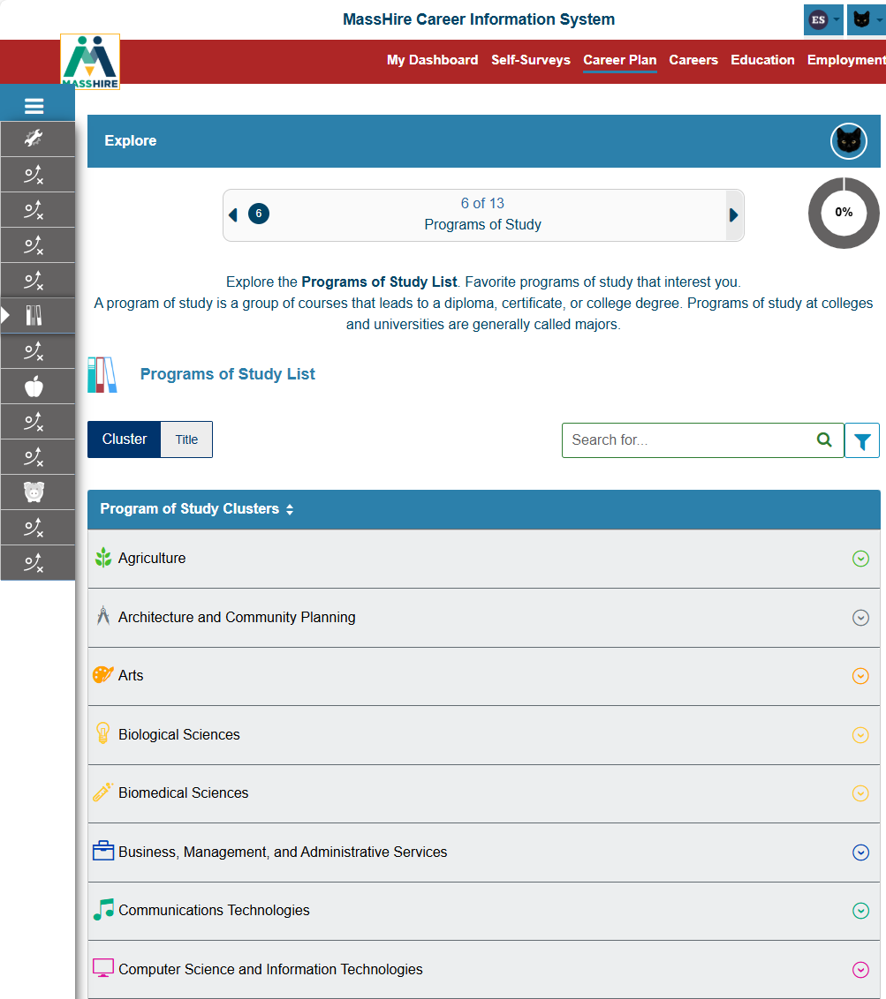 MassHire Career Information System
ES
MASSHIRE
My Dashboard Self-Surveys Career Plan Careers Education Employment
Explore
6
6 of 13
Programs of Study
0%
Explore the Programs of Study List. Favorite programs of study that interest you.
A program of study is a group of courses that leads to a diploma, certificate, or college degree. Programs of study at colleges
and universities are generally called majors.
Programs of Study List
Cluster Title
Search for...
Program of Study Clusters
Agriculture
Architecture and Community Planning
Arts
Biological Sciences
Biomedical Sciences
Business, Management, and Administrative Services
Communications Technologies
Computer Science and Information Technologies